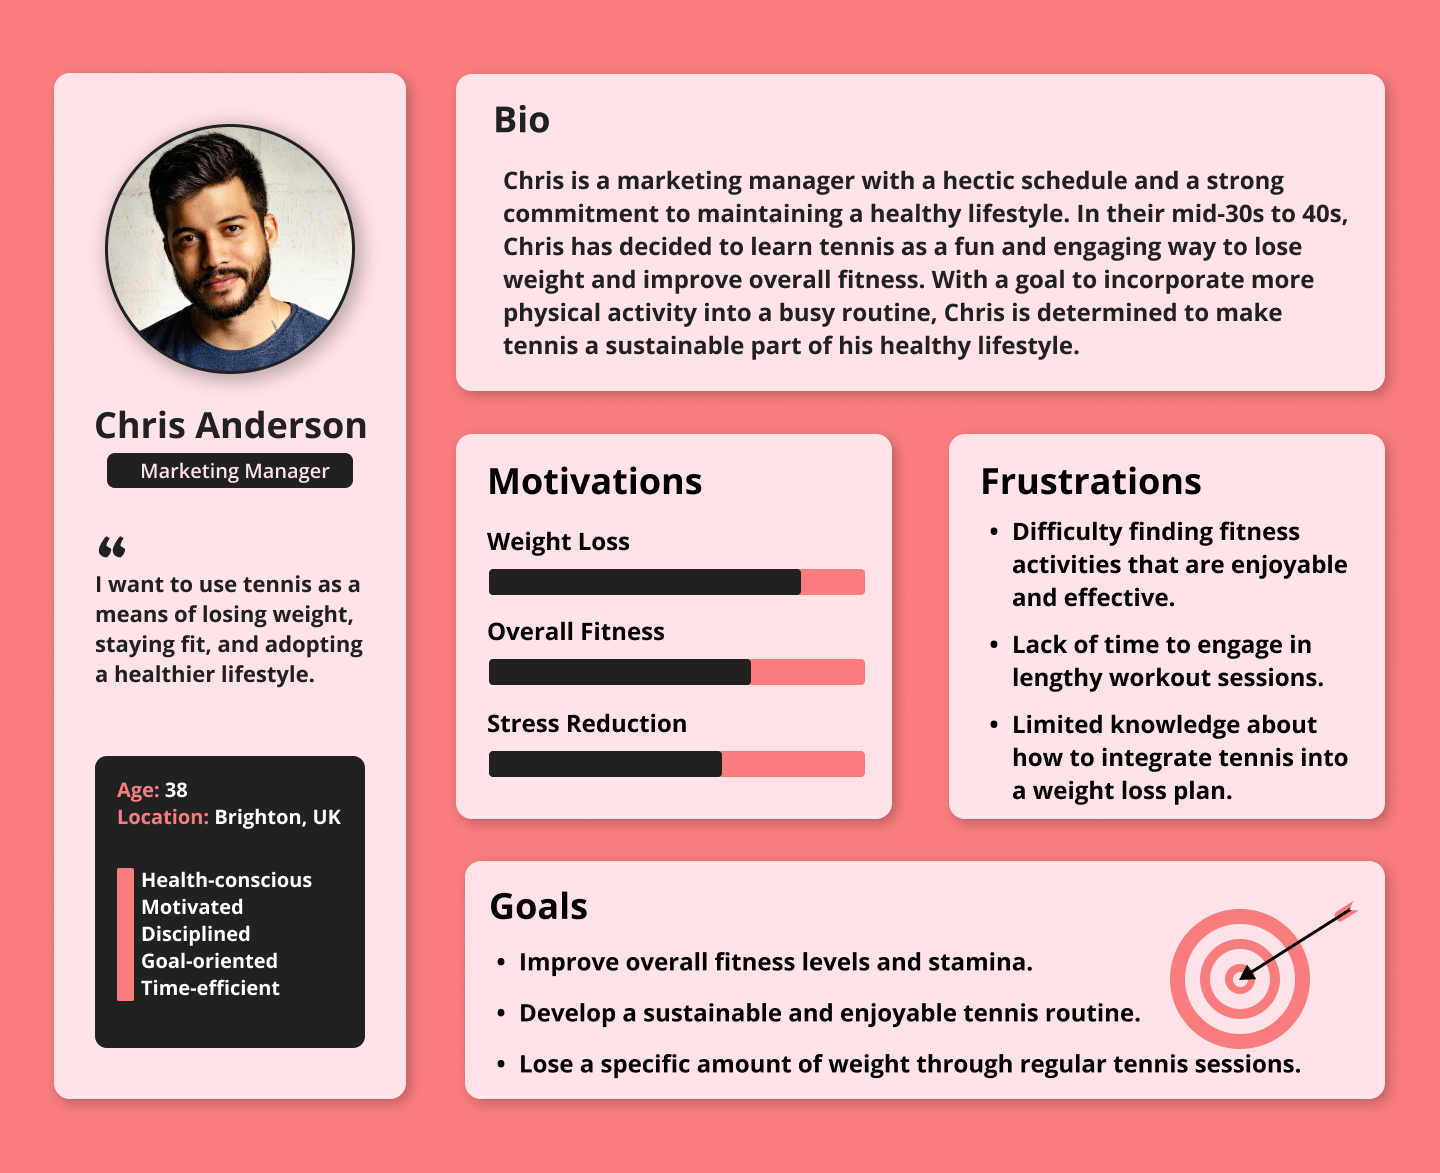 Chris Anderson
Marketing Manager
“
I want to use tennis as a
means of losing weight,
staying fit, and adopting
a healthier lifestyle.
Age: 38
Location: Brighton, UK
Health-conscious
Motivated
Disciplined
Goal-oriented
Time-efficient
Bio
Chris is a marketing manager with a hectic schedule and a strong
commitment to maintaining a healthy lifestyle. In their mid-30s to 40s,
Chris has decided to learn tennis as a fun and engaging way to lose
weight and improve overall fitness. With a goal to incorporate more
physical activity into a busy routine, Chris is determined to make
tennis a sustainable part of his healthy lifestyle.
Motivations
Weight Loss
Overall Fitness
Stress Reduction
Frustrations
• Difficulty finding fitness
activities that are enjoyable
and effective.
• Lack of time to engage in
lengthy workout sessions.
• Limited knowledge about
how to integrate tennis into
a weight loss plan.
Goals
• Improve overall fitness levels and stamina.
• Develop a sustainable and enjoyable tennis routine.
• Lose a specific amount of weight through regular tennis sessions.